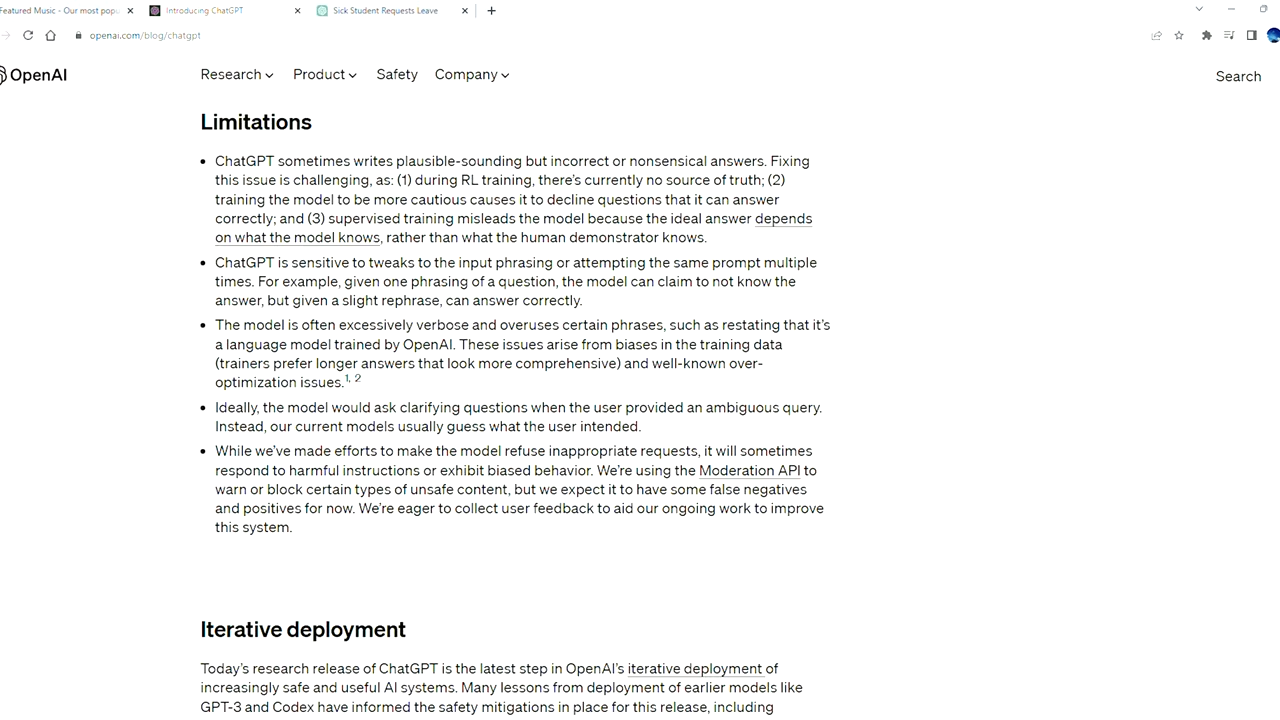 Featured Music - Our most popu
Introducing ChatGPT
Sick Student Requests Leave
openai.com/blog/chatgpt
OpenAI
Research
Product
Safety
Company
Search
Limitations
• ChatGPT sometimes writes plausible-sounding but incorrect or nonsensical answers. Fixing
this issue is challenging, as: (1) during RL training, there’s currently no source of truth; (2)
training the model to be more cautious causes it to decline questions that it can answer
correctly; and (3) supervised training misleads the model because the ideal answer depends
on what the model knows, rather than what the human demonstrator knows.
• ChatGPT is sensitive to tweaks to the input phrasing or attempting the same prompt multiple
times. For example, given one phrasing of a question, the model can claim to not know the
answer, but given a slight rephrase, can answer correctly.
• The model is often excessively verbose and overuses certain phrases, such as restating that it’s
a language model trained by OpenAI. These issues arise from biases in the training data
(trainers prefer longer answers that look more comprehensive) and well-known over-
optimization issues.1, 2
• Ideally, the model would ask clarifying questions when the user provided an ambiguous query.
Instead, our current models usually guess what the user intended.
• While we’ve made efforts to make the model refuse inappropriate requests, it will sometimes
respond to harmful instructions or exhibit biased behavior. We’re using the Moderation API to
warn or block certain types of unsafe content, but we expect it to have some false negatives
and positives for now. We’re eager to collect user feedback to aid our ongoing work to improve
this system.
Iterative deployment
Today’s research release of ChatGPT is the latest step in OpenAI’s iterative deployment of
increasingly safe and useful AI systems. Many lessons from deployment of earlier models like
GPT-3 and Codex have informed the safety mitigations in place for this release, including